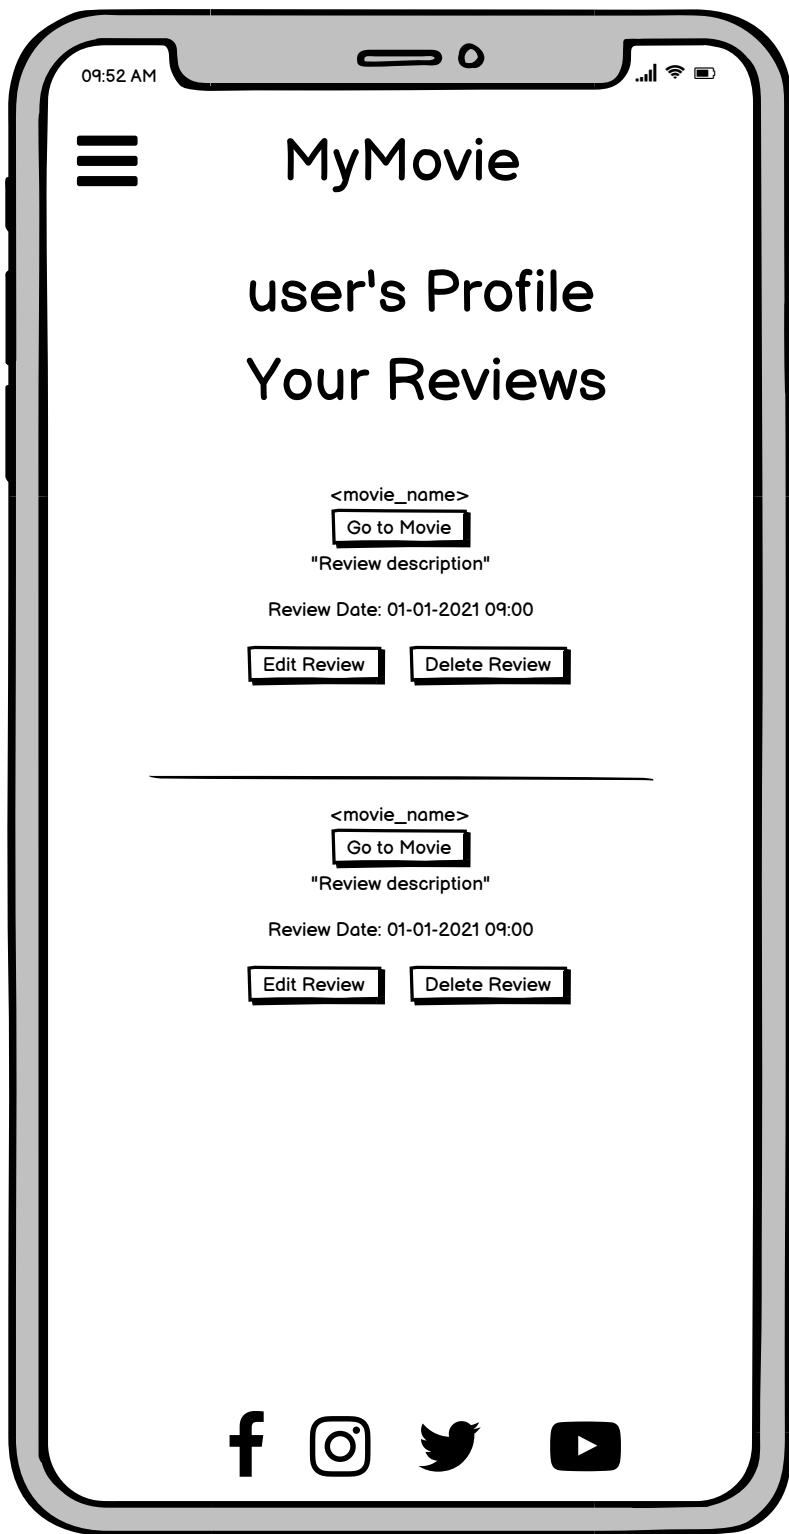 09:52 AM
MyMovie
user's Profile
Your Reviews
<movie_name>
Go to Movie
"Review description"
Review Date: 01-01-2021 09:00
Edit Review Delete Review
<movie_name>
Go to Movie
"Review description"
Review Date: 01-01-2021 09:00
Edit Review Delete Review